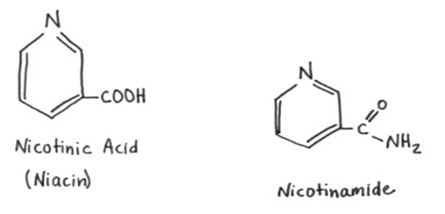 N
-COOH
Nicotinic Acid
(Niacin)
N
O
C
-NH₂
Nicotinamide